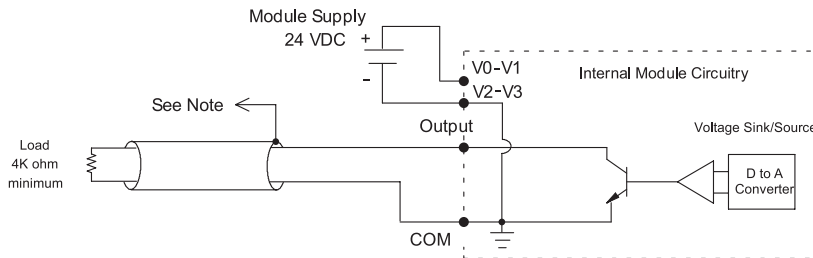 Module Supply
24 VDC
+
-
V0-V1
V2-V3
Internal Module Circuitry
See Note
Output
Voltage Sink/Source
Load
4K ohm
minimum
D to A
Converter
COM